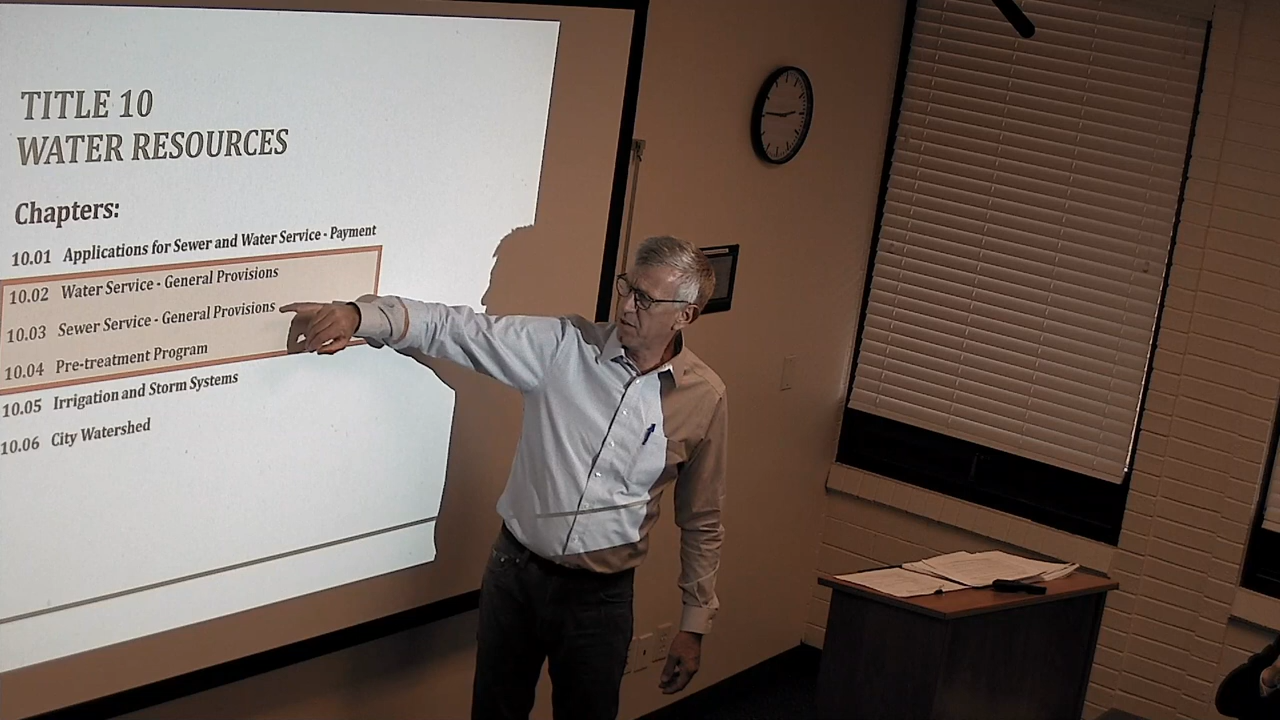 TITLE 10
WATER RESOURCES
Chapters:
10.01 Applications for Sewer and Water Service - Payment
10.02 Water Service - General Provisions
10.03 Sewer Service - General Provisions
10.04 Pre-treatment Program
10.05 Irrigation and Storm Systems
10.06 City Watershed